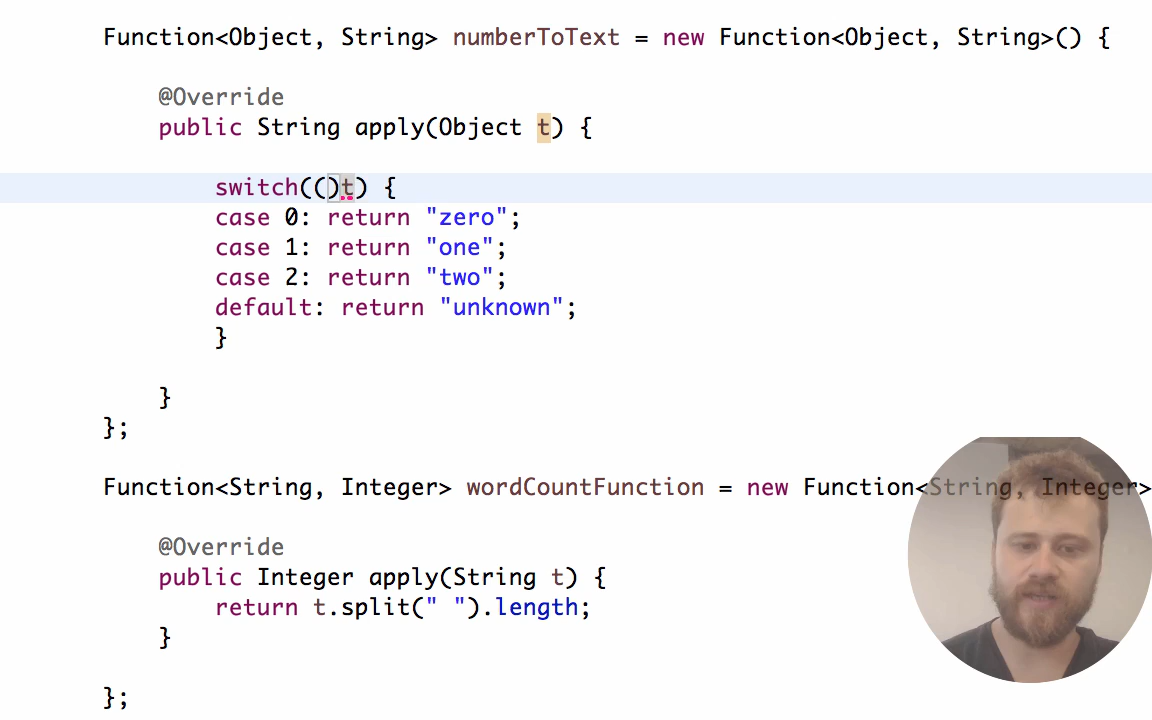 Function<Object, String> numberToText = new Function<Object, String>() {
@Override
public String apply(Object t) {
switch(()t) {
case 0: return "zero";
case 1: return "one";
case 2: return "two";
default: return "unknown";
}
}
};
Function<String, Integer> wordCountFunction = new Function<String, Integer>
@Override
public Integer apply(String t) {
return t.split(" ").length;
}
};